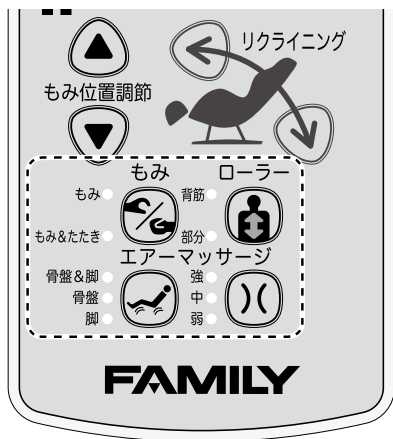 リクライニング
もみ位置調節
もみ
ローラー
もみ
背筋
もみ&たたき
部分
エアーマッサージ
骨盤&脚
強
骨盤
中
脚
弱
FAMILY